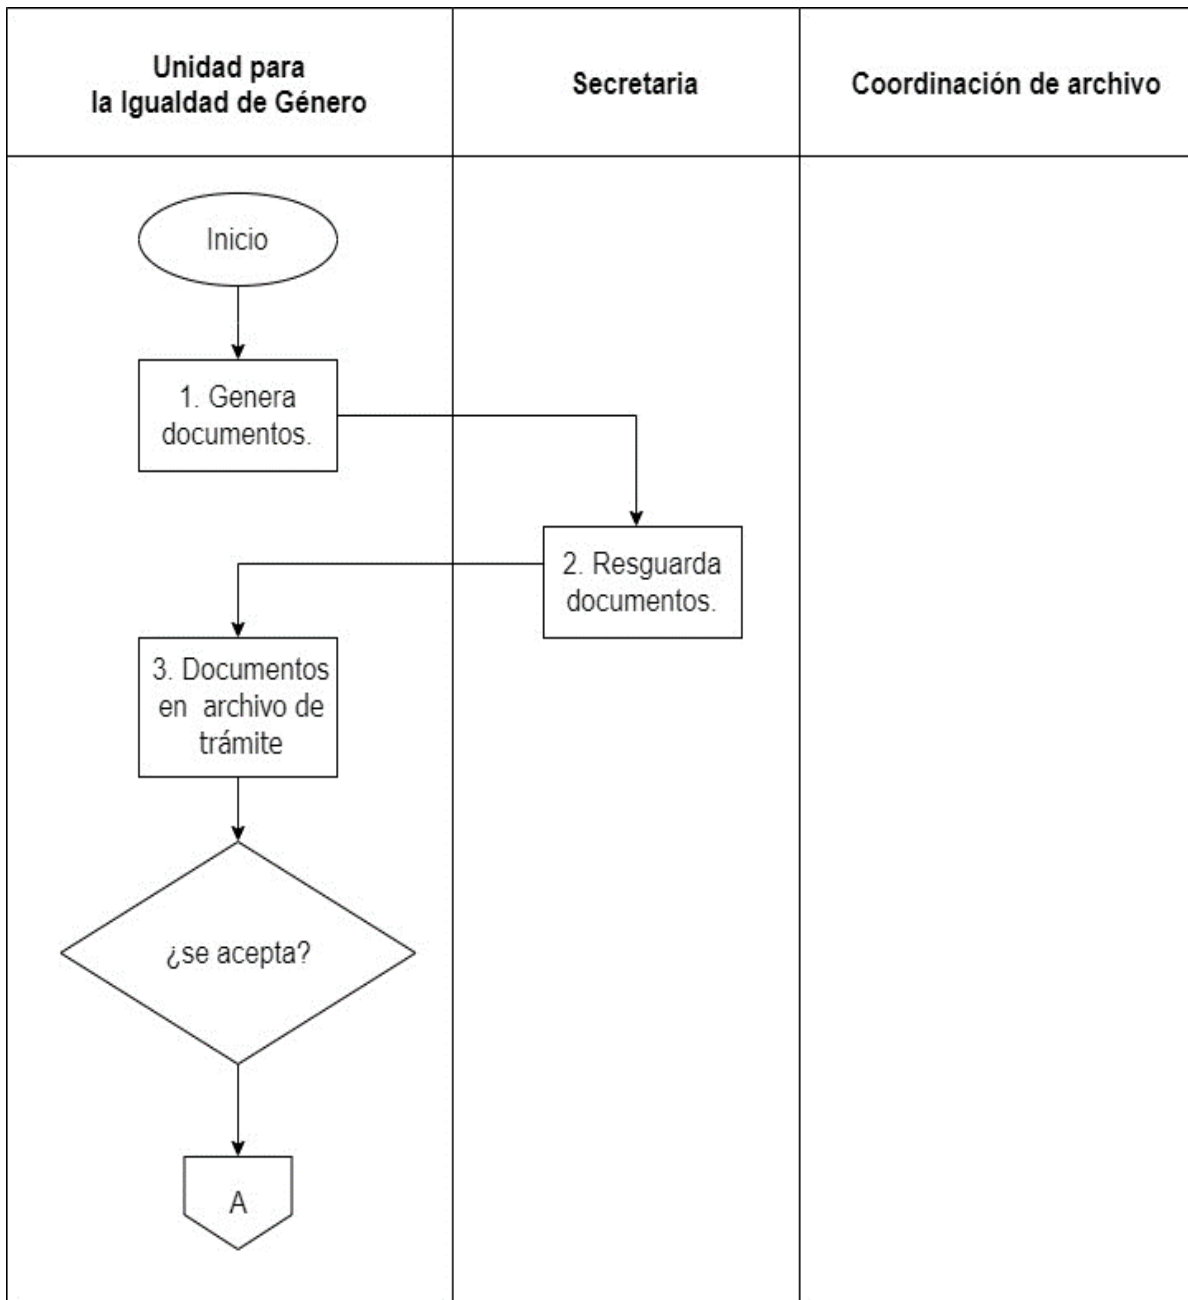 Unidad para
la Igualdad de Género
Secretaria
Coordinación de archivo
Inicio
1. Genera
documentos.
2. Resguarda
documentos.
3. Documentos
en archivo de
trámite
¿se acepta?
A